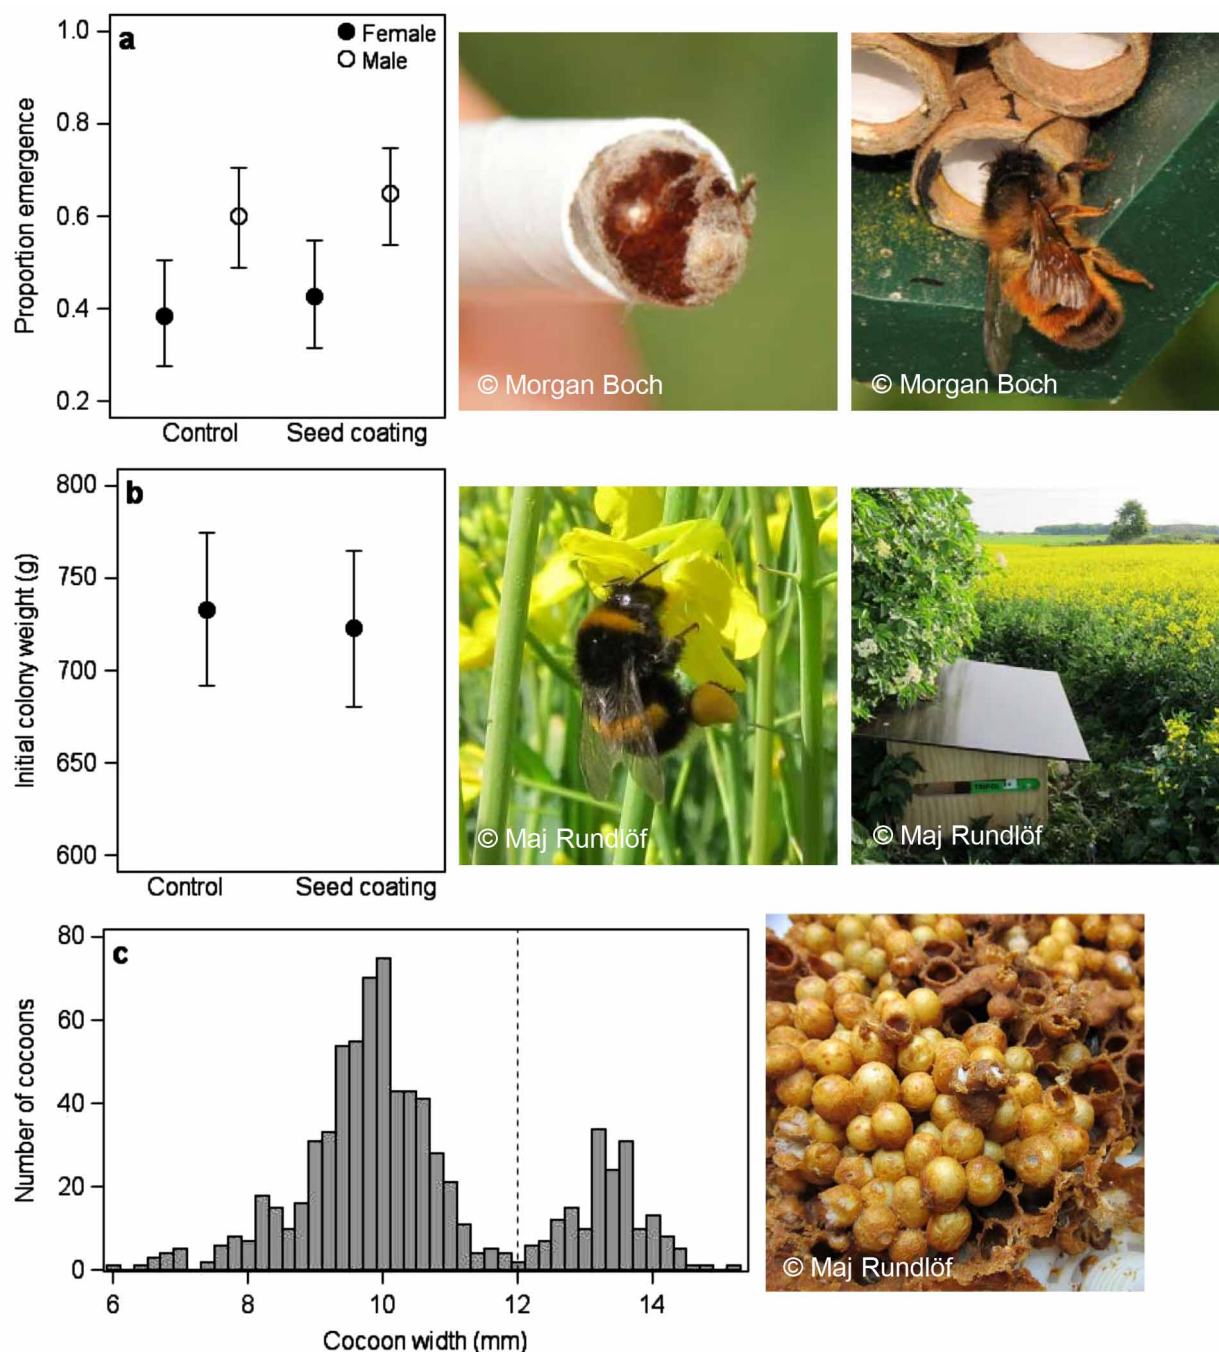 a
Female
Male
1.0
0.8
0.6
0.4
0.2
Proportion emergence
Control Seed coating
© Morgan Boch
© Morgan Boch
b
800
750
700
650
600
Initial colony weight (g)
Control Seed coating
© Maj Rundlöf
© Maj Rundlöf
TRIPOL
c
80
60
40
20
0
Number of cocoons
6 8 10 12 14
Cocoon width (mm)
© Maj Rundlöf